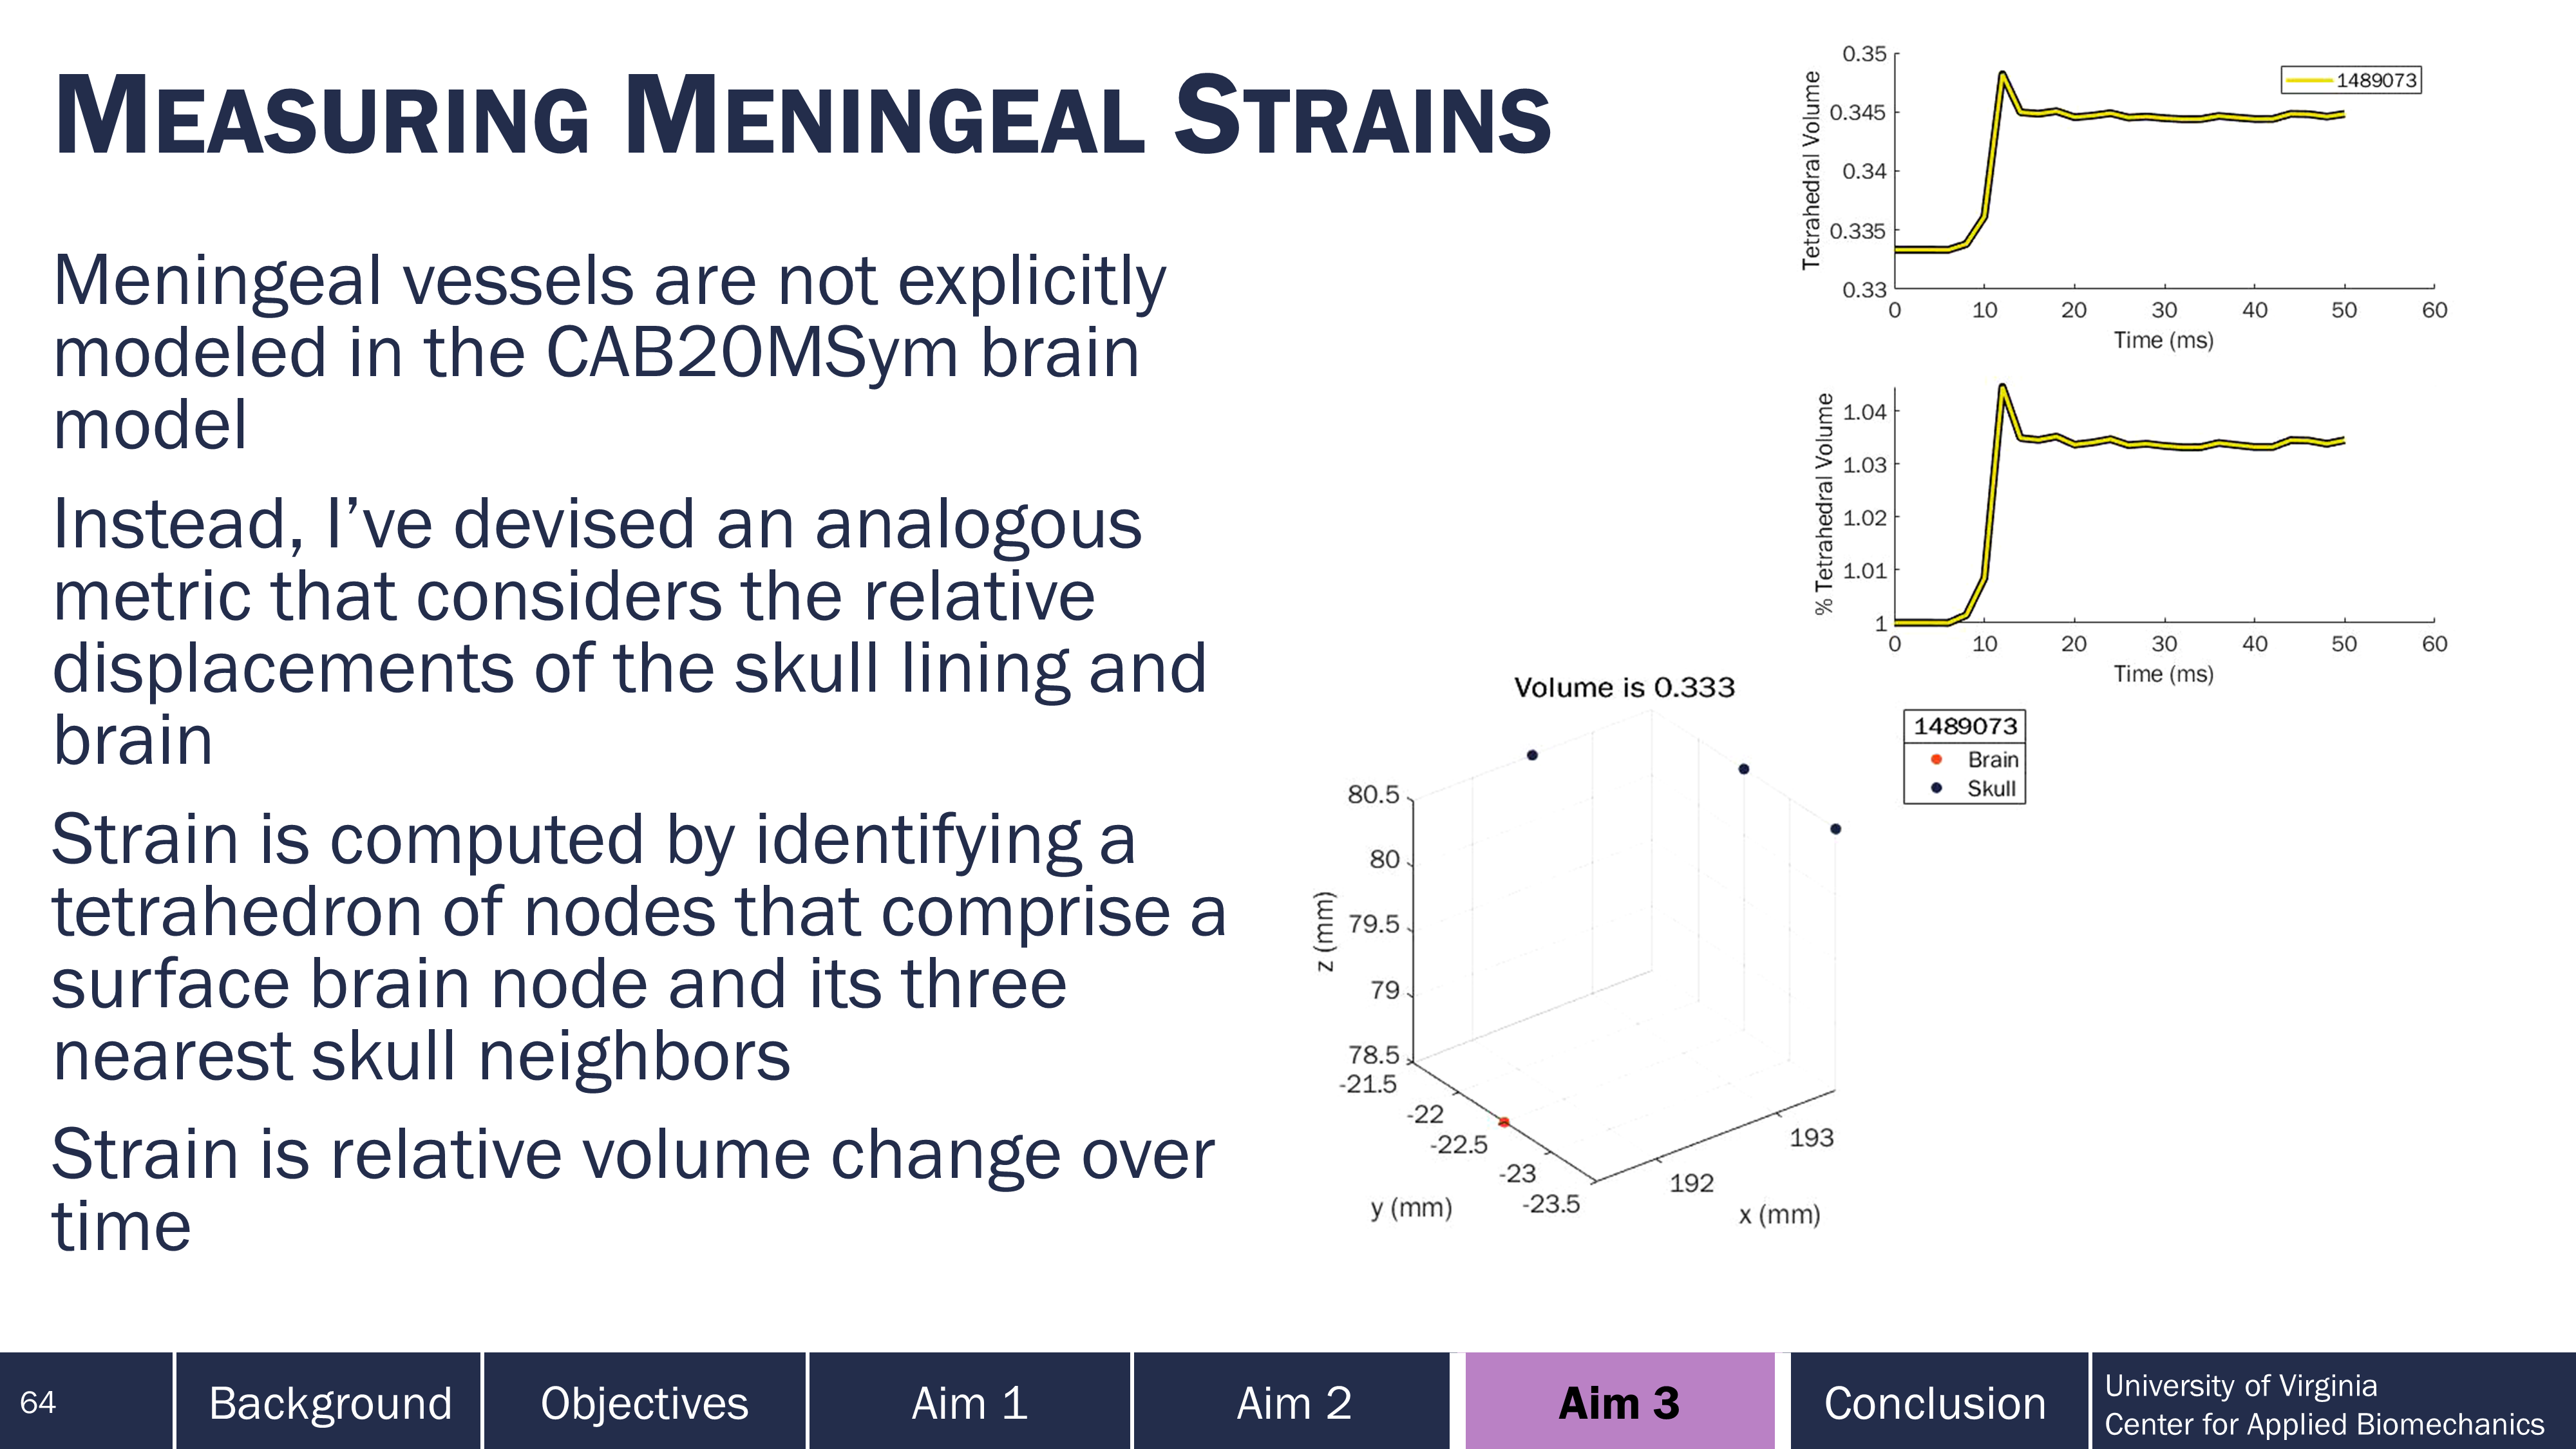 MEASURING MENINGEAL STRAINS
Meningeal vessels are not explicitly
modeled in the CAB20MSym brain
model
Instead, I've devised an analogous
metric that considers the relative
displacements of the skull lining and
brain
Strain is computed by identifying a
tetrahedron of nodes that comprise a
surface brain node and its three
nearest skull neighbors
Strain is relative volume change over
time
Tetrahedral Volume
0.35
0.345
0.34
0.335
0.33
0 10 20 30 40 50 60
Time (ms)
1489073
% Tetrahedral Volume
1.04
1.03
1.02
1.01
1
0 10 20 30 40 50 60
Time (ms)
Volume is 0.333
1489073
Brain
Skull
z (mm)
80.5
80
79.5
79
78.5
-21.5
-22
-22.5
-23
-23.5
y (mm)
192
193
x (mm)
64
Background
Objectives
Aim 1
Aim 2
Aim 3
Conclusion
University of Virginia
Center for Applied Biomechanics